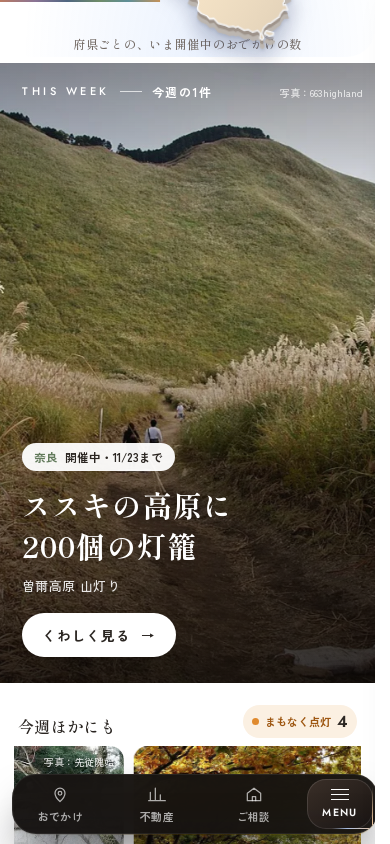 府県ごとの、いま開催中のおでかけの数
THIS WEEK — 今週の1件
写真：663highland
奈良 開催中・11/23まで
ススキの高原に
200個の灯籠
曽爾高原 山灯り
くわしく見る →
今週ほかにも
まもなく点灯 4
写真：先従隗始
おでかけ
不動産
ご相談
MENU